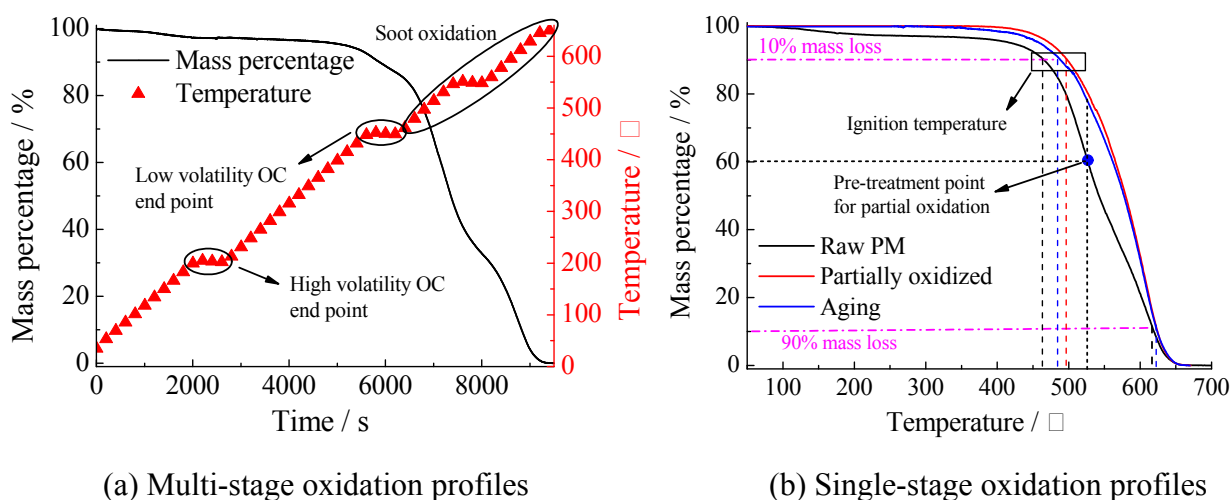 100
80
60
40
20
0
Mass percentage / %
Mass percentage
Temperature
Soot oxidation
Low volatility OC
end point
High volatility OC
end point
600
500
400
300
200
100
0
Temperature / □
0
2000
4000
6000
8000
Time / s
(a) Multi-stage oxidation profiles
100
80
60
40
20
0
Mass percentage / %
10% mass loss
Ignition temperature
Pre-treatment point
for partial oxidation
Raw PM
Partially oxidized
Aging
90% mass loss
100
200
300
400
500
600
700
Temperature / □
(b) Single-stage oxidation profiles